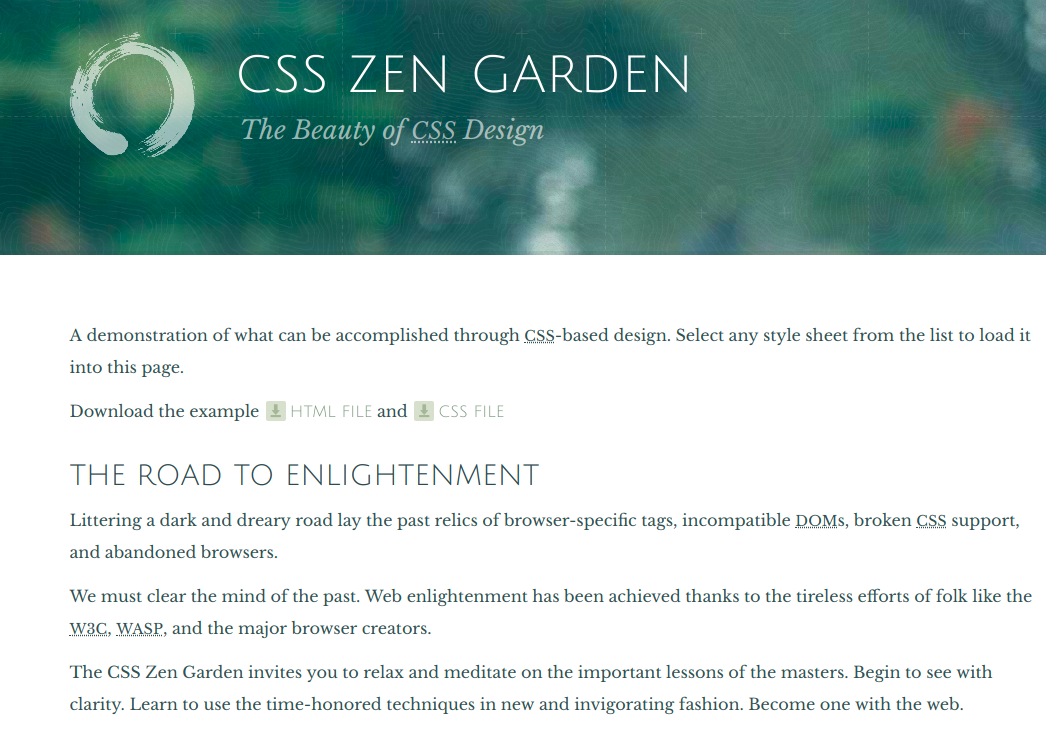 CSS ZEN GARDEN
The Beauty of CSS Design
A demonstration of what can be accomplished through CSS-based design. Select any style sheet from the list to load it
into this page.
Download the example HTML FILE and CSS FILE
THE ROAD TO ENLIGHTENMENT
Littering a dark and dreary road lay the past relics of browser-specific tags, incompatible DOMs, broken CSS support,
and abandoned browsers.
We must clear the mind of the past. Web enlightenment has been achieved thanks to the tireless efforts of folk like the
W3C, WASP, and the major browser creators.
The CSS Zen Garden invites you to relax and meditate on the important lessons of the masters. Begin to see with
clarity. Learn to use the time-honored techniques in new and invigorating fashion. Become one with the web.